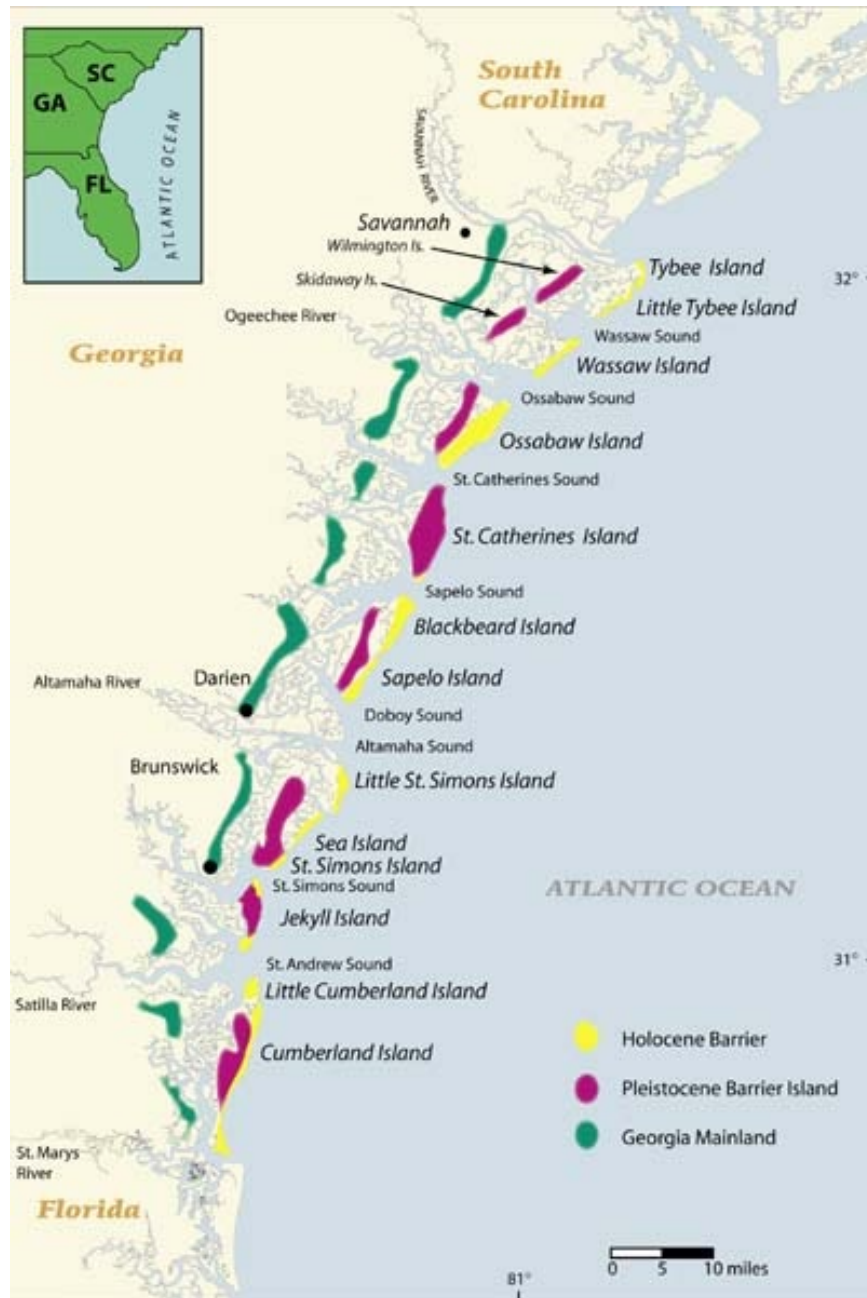 SC
GA
FL
ATLANTIC OCEAN
South
Carolina
SAVANNAH RIVER
Savannah
Wilmington Is.
Skidaway Is.
Tybee Island
32°
Little Tybee Island
Ogeechee River
Wassaw Sound
Georgia
Wassaw Island
Ossabaw Sound
Ossabaw Island
St. Catherines Sound
St. Catherines Island
Sapelo Sound
Blackbeard Island
Sapelo Island
Altamaha River
Darien
Doboy Sound
Altamaha Sound
Brunswick
Little St. Simons Island
Sea Island
St. Simons Island
St. Simons Sound
ATLANTIC OCEAN
Jekyll Island
31°
St. Andrew Sound
Little Cumberland Island
Satilla River
Cumberland Island
Holocene Barrier
Pleistocene Barrier Island
Georgia Mainland
St. Marys
River
Florida
0 5 10 miles
81°